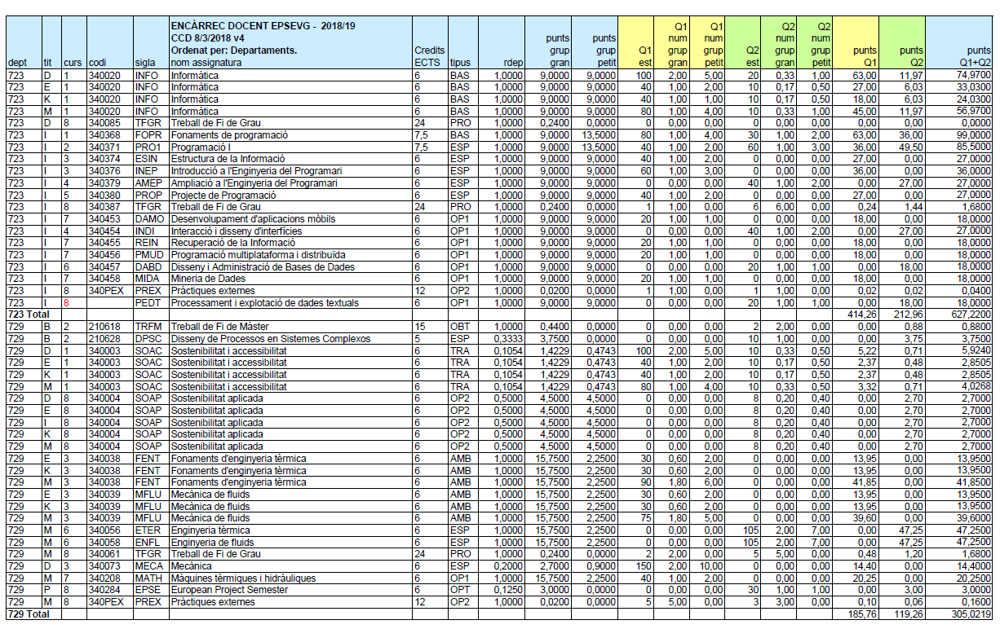 ENCÀRREC DOCENT EPSEVG - 2018/19
CCD 8/3/2018 v4
Ordenat per: Departaments.
dept tit curs codi sigla nom assignatura Credits ECTS tipus rdep punts grup gran punts grup petit Q1 est Q1 num grup gran Q1 num grup petit Q2 est Q2 num grup gran Q2 num grup petit punts Q1 punts Q2 punts Q1+Q2
723 D 1 340020 INFO Informàtica 6 BAS 1,0000 9,0000 9,0000 100 2,00 5,00 20 0,33 1,00 63,00 11,97 74,9700
723 E 1 340020 INFO Informàtica 6 BAS 1,0000 9,0000 9,0000 40 1,00 2,00 10 0,17 0,50 27,00 6,03 33,0300
723 K 1 340020 INFO Informàtica 6 BAS 1,0000 9,0000 9,0000 40 1,00 1,00 10 0,17 0,50 18,00 6,03 24,0300
723 M 1 340020 INFO Informàtica 6 BAS 1,0000 9,0000 9,0000 80 1,00 4,00 10 0,33 1,00 45,00 11,97 56,9700
723 D 8 340085 TFGR Treball de Fi de Grau 24 PRO 1,0000 0,2400 0,0000 0 0,00 0,00 0 0,00 0,00 0,00 0,00 0,0000
723 I 1 340368 FOPR Fonaments de programació 7,5 BAS 1,0000 9,0000 13,5000 80 1,00 4,00 30 1,00 2,00 63,00 36,00 99,0000
723 I 2 340371 PRO1 Programació I 7,5 ESP 1,0000 9,0000 13,5000 40 1,00 2,00 60 1,00 3,00 36,00 49,50 85,5000
723 I 3 340374 ESIN Estructura de la Informació 6 ESP 1,0000 9,0000 9,0000 40 1,00 2,00 0 0,00 0,00 27,00 0,00 27,0000
723 I 3 340376 INEP Introducció a l'Enginyeria del Programari 6 ESP 1,0000 9,0000 9,0000 60 1,00 3,00 0 0,00 0,00 36,00 0,00 36,0000
723 I 4 340379 AMEP Ampliació a l'Enginyeria del Programari 6 ESP 1,0000 9,0000 9,0000 0 0,00 0,00 40 1,00 2,00 0,00 27,00 27,0000
723 I 5 340380 PROP Projecte de Programació 6 ESP 1,0000 9,0000 9,0000 40 1,00 2,00 0 0,00 0,00 27,00 0,00 27,0000
723 I 8 340387 TFGR Treball de Fi de Grau 24 PRO 1,0000 0,2400 0,0000 1 1,00 0,00 6 6,00 0,00 0,24 1,44 1,6800
723 I 7 340453 DAMO Desenvolupament d'aplicacions mòbils 6 OP1 1,0000 9,0000 9,0000 20 1,00 1,00 0 0,00 0,00 18,00 0,00 18,0000
723 I 4 340454 INDI Interacció i disseny d'interfícies 6 OP1 1,0000 9,0000 9,0000 0 0,00 0,00 40 1,00 2,00 0,00 27,00 27,0000
723 I 7 340455 REIN Recuperació de la Informació 6 OP1 1,0000 9,0000 9,0000 20 1,00 1,00 0 0,00 0,00 18,00 0,00 18,0000
723 I 7 340456 PMUD Programació multiplataforma i distribuïda 6 OP1 1,0000 9,0000 9,0000 20 1,00 1,00 0 0,00 0,00 18,00 0,00 18,0000
723 I 6 340457 DABD Disseny i Administració de Bases de Dades 6 OP1 1,0000 9,0000 9,0000 0 0,00 0,00 20 1,00 1,00 0,00 18,00 18,0000
723 I 7 340458 MIDA Mineria de Dades 6 OP1 1,0000 9,0000 9,0000 20 1,00 1,00 0 0,00 0,00 18,00 0,00 18,0000
723 I 8 340PEX PREX Pràctiques externes 12 OP2 1,0000 0,0200 0,0000 1 1,00 0,00 1 1,00 0,00 0,02 0,02 0,0400
723 I 8 PEDT Processament i explotació de dades textuals 6 OP1 1,0000 9,0000 9,0000 0 0,00 0,00 20 1,00 1,00 0,00 18,00 18,0000
723 Total 414,26 212,96 627,2200
729 B 2 210618 TRFM Treball de Fi de Màster 15 OBT 1,0000 0,4400 0,0000 0 0,00 0,00 2 2,00 0,00 0,00 0,88 0,8800
729 B 2 210628 DPSC Disseny de Processos en Sistemes Complexos 5 ESP 0,3333 3,7500 0,0000 0 0,00 0,00 10 1,00 0,00 0,00 3,75 3,7500
729 D 1 340003 SOAC Sostenibilitat i accessibilitat 6 TRA 0,1054 1,4229 0,4743 100 2,00 5,00 10 0,33 0,50 5,22 0,71 5,9240
729 E 1 340003 SOAC Sostenibilitat i accessibilitat 6 TRA 0,1054 1,4229 0,4743 40 1,00 2,00 10 0,17 0,50 2,37 0,48 2,8505
729 K 1 340003 SOAC Sostenibilitat i accessibilitat 6 TRA 0,1054 1,4229 0,4743 40 1,00 2,00 10 0,17 0,50 2,37 0,48 2,8505
729 M 1 340003 SOAC Sostenibilitat i accessibilitat 6 TRA 0,1054 1,4229 0,4743 80 1,00 4,00 10 0,33 0,50 3,32 0,71 4,0268
729 D 8 340004 SOAP Sostenibilitat aplicada 6 OP2 0,5000 4,5000 4,5000 0 0,00 0,00 8 0,20 0,40 0,00 2,70 2,7000
729 E 8 340004 SOAP Sostenibilitat aplicada 6 OP2 0,5000 4,5000 4,5000 0 0,00 0,00 8 0,20 0,40 0,00 2,70 2,7000
729 I 8 340004 SOAP Sostenibilitat aplicada 6 OP2 0,5000 4,5000 4,5000 0 0,00 0,00 8 0,20 0,40 0,00 2,70 2,7000
729 K 8 340004 SOAP Sostenibilitat aplicada 6 OP2 0,5000 4,5000 4,5000 0 0,00 0,00 8 0,20 0,40 0,00 2,70 2,7000
729 M 8 340004 SOAP Sostenibilitat aplicada 6 OP2 0,5000 4,5000 4,5000 0 0,00 0,00 8 0,20 0,40 0,00 2,70 2,7000
729 E 3 340038 FENT Fonaments d'enginyeria tèrmica 6 AMB 1,0000 15,7500 2,2500 30 0,60 2,00 0 0,00 0,00 13,95 0,00 13,9500
729 K 3 340038 FENT Fonaments d'enginyeria tèrmica 6 AMB 1,0000 15,7500 2,2500 30 0,60 2,00 0 0,00 0,00 13,95 0,00 13,9500
729 M 3 340038 FENT Fonaments d'enginyeria tèrmica 6 AMB 1,0000 15,7500 2,2500 90 1,80 6,00 0 0,00 0,00 41,85 0,00 41,8500
729 E 3 340039 MFLU Mecànica de fluids 6 AMB 1,0000 15,7500 2,2500 30 0,60 2,00 0 0,00 0,00 13,95 0,00 13,9500
729 K 3 340039 MFLU Mecànica de fluids 6 AMB 1,0000 15,7500 2,2500 30 0,60 2,00 0 0,00 0,00 13,95 0,00 13,9500
729 M 3 340039 MFLU Mecànica de fluids 6 AMB 1,0000 15,7500 2,2500 75 1,80 5,00 0 0,00 0,00 39,60 0,00 39,6000
729 M 6 340056 ETER Enginyeria tèrmica 6 ESP 1,0000 15,7500 2,2500 0 0,00 0,00 105 2,00 7,00 0,00 47,25 47,2500
729 M 6 340058 ENFL Enginyeria de fluids 6 ESP 1,0000 15,7500 2,2500 0 0,00 0,00 105 2,00 7,00 0,00 47,25 47,2500
729 M 8 340061 TFGR Treball de Fi de Grau 24 PRO 1,0000 0,2400 0,0000 2 2,00 0,00 5 5,00 0,00 0,48 1,20 1,6800
729 D 3 340073 MECA Mecànica 6 ESP 0,2000 2,7000 0,9000 150 2,00 10,00 0 0,00 0,00 14,40 0,00 14,4000
729 M 7 340208 MATH Màquines tèrmiques i hidràuliques 6 OP1 1,0000 15,7500 2,2500 40 1,00 2,00 0 0,00 0,00 20,25 0,00 20,2500
729 P 8 340284 EPSE European Project Semester 6 OPT 0,1250 3,0000 0,0000 0 0,00 0,00 30 1,00 1,00 0,00 3,00 3,0000
729 M 8 340PEX PREX Pràctiques externes 12 OP2 1,0000 0,0200 0,0000 5 5,00 0,00 3 3,00 0,00 0,10 0,06 0,1600
729 Total 185,76 119,26 305,0219